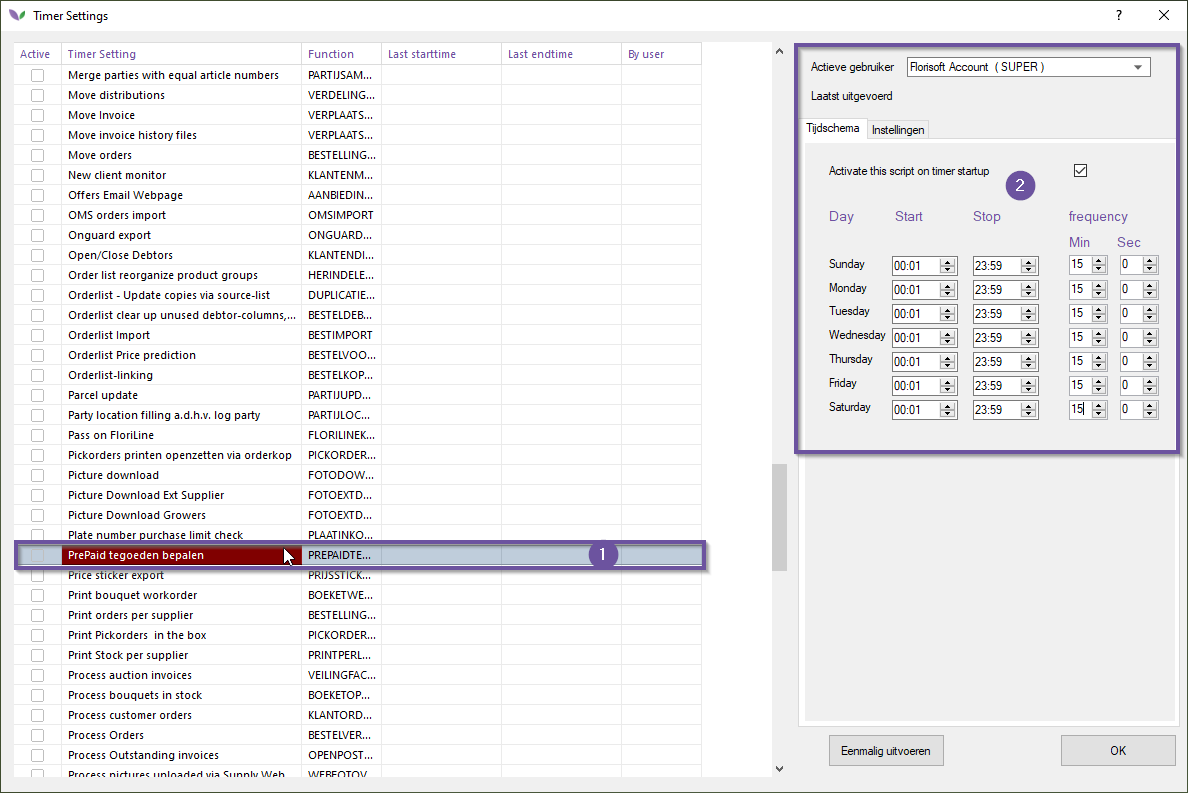 Timer Settings ?
Active Timer Setting Function Last starttime Last endtime By user
Merge parties with equal article numbers PARTIJSAM...
Move distributions VERDELING...
Move Invoice VERPLAATS...
Move invoice history files VERPLAATS...
Move orders BESTELLING...
New client monitor KLANTENM...
Offers Email Webpage AANBIEDIN...
OMS orders import OMSIMPORT
Onguard export ONGUARD...
Open/Close Debtors KLANTENDI...
Order list reorganize product groups HERINDELE...
Orderlist - Update copies via source-list DUPLICATIE...
Orderlist clear up unused debtor-columns,... BESTELDEB...
Orderlist Import BESTIMPORT
Orderlist Price prediction BESTELVOO...
Orderlist-linking BESTELKOP...
Parcel update PARTIJUPD...
Party location filling a.d.h.v. log party PARTIJLOC...
Pass on FloriLine FLORILINEK...
Pickorders printen openzetten via orderkop PICKORDER...
Picture download FOTODOW...
Picture Download Ext Supplier FOTOEXTD...
Picture Download Growers FOTOEXTD...
Plate number purchase limit check PLAATINKO...
PrePaid tegoeden bepalen PREPAIDTE... 1
Price sticker export PRIJSSTICK...
Print bouquet workorder BOEKETWE...
Print orders per supplier BESTELLING...
Print Pickorders in the box PICKORDER...
Print Stock per supplier PRINTPERL...
Process auction invoices VEILINGFAC...
Process bouquets in stock BOEKETOP...
Process customer orders KLANTORD...
Process Orders BESTELVER...
Process Outstanding invoices OPENPOST...
Process pictures uploaded via Supply Web WEBFOTOV
Actieve gebruiker Florisoft Account ( SUPER )
Laatst uitgevoerd
Tijdschema Instellingen
Activate this script on timer startup
2
Day Start Stop frequency
Min Sec
Sunday 00:01 23:59 15 0
Monday 00:01 23:59 15 0
Tuesday 00:01 23:59 15 0
Wednesday 00:01 23:59 15 0
Thursday 00:01 23:59 15 0
Friday 00:01 23:59 15 0
Saturday 00:01 23:59 15 0
Eenmalig uitvoeren OK